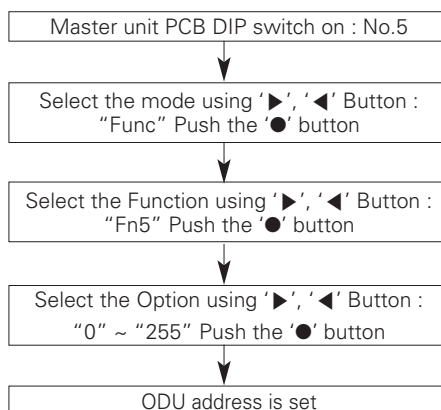 Master unit PCB DIP switch on : No.5
Select the mode using ‘▶’, ‘◀’ Button :
“Func” Push the ‘●’ button
Select the Function using ‘▶’, ‘◀’ Button :
“Fn5” Push the ‘●’ button
Select the Option using ‘▶’, ‘◀’ Button :
“0” ~ “255” Push the ‘●’ button
ODU address is set